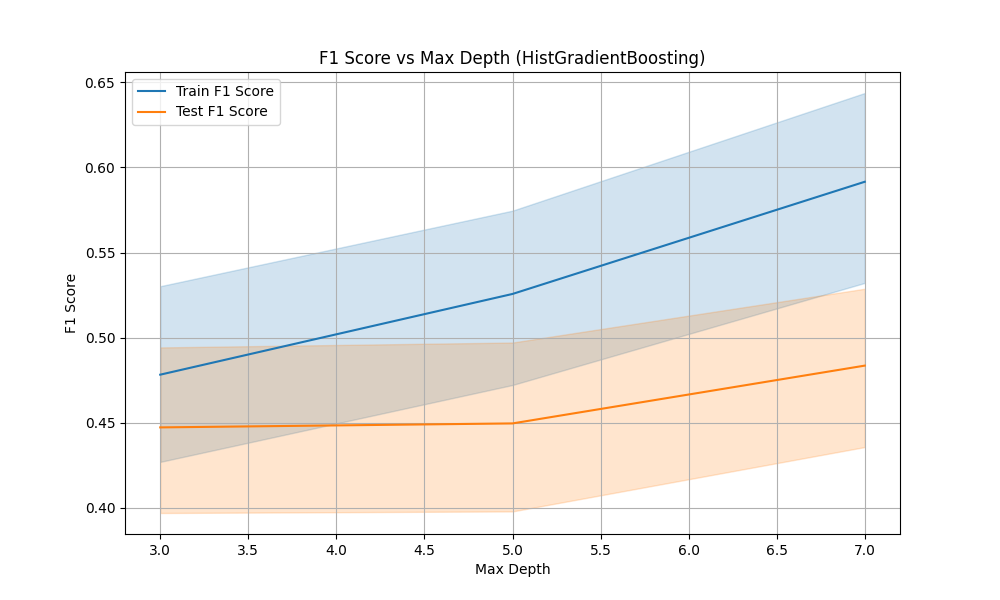 F1 Score vs Max Depth (HistGradientBoosting)
Train F1 Score
Test F1 Score
F1 Score
0.65
0.60
0.55
0.50
0.45
0.40
3.0 3.5 4.0 4.5 5.0 5.5 6.0 6.5 7.0
Max Depth